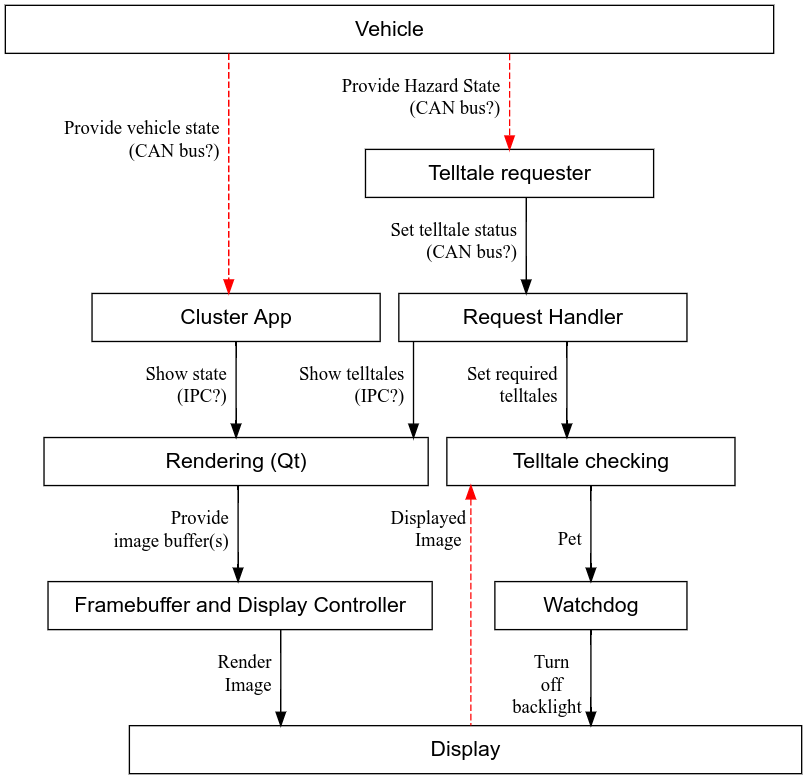 Vehicle
Provide Hazard State
(CAN bus?)
Provide vehicle state
(CAN bus?)
Telltale requester
Set telltale status
(CAN bus?)
Cluster App
Request Handler
Show state
(IPC?)
Show telltales
(IPC?)
Set required
telltales
Rendering (Qt)
Telltale checking
Provide
image buffer(s)
Displayed
Image
Pet
Framebuffer and Display Controller
Watchdog
Render
Image
Turn
off
backlight
Display